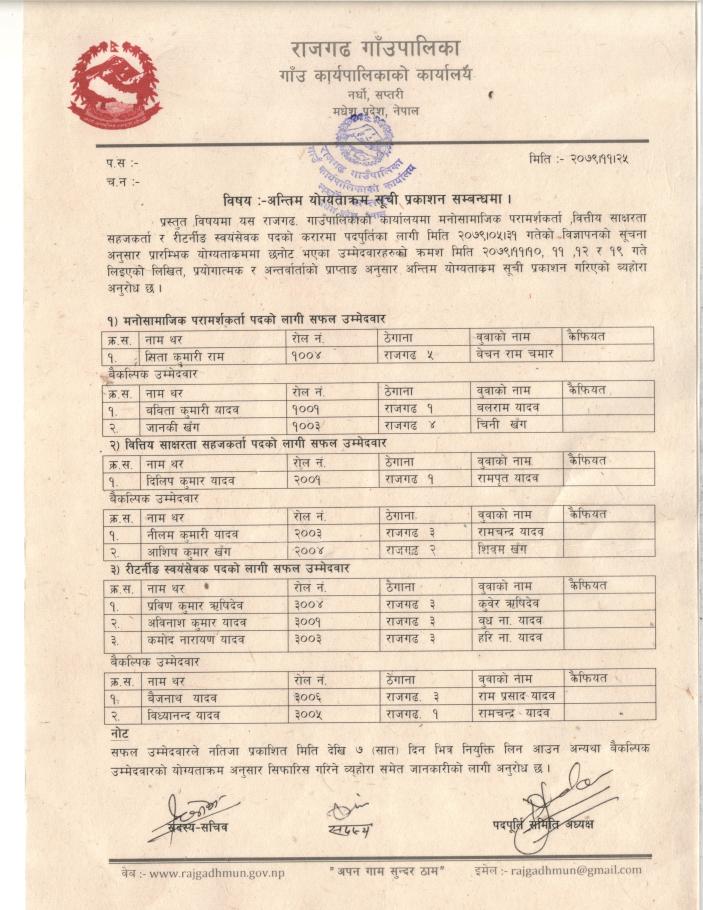 राजगढ गाँउपालिका
गाँउ कार्यपालिकाको कार्यालय
नर्घो, सप्तरी
मधेश प्रदेश, नेपाल
राजगढ गाउँपालिका
गाउँ कार्यपालिकाको कार्यालय
प.स :-
मिति :- २०७९।११।२५
च.न :-
विषय :-अन्तिम योग्यताक्रम सूची प्रकाशन सम्बन्धमा ।
प्रस्तुत विषयमा यस राजगढ. गाउँपालिकाको कार्यालयमा मनोसामाजिक परामर्शकर्ता ,वित्तीय साक्षरता
सहजकर्ता र रीटर्नीङ स्वयंसेवक पदको करारमा पदपुर्तिका लागी मिति २०७९।०५।३१ गतेको विज्ञापनको सूचना
अनुसार प्रारम्भिक योग्यताकममा छनोट भएका उम्मेदवारहरुको क्रमश मिति २०७९।११।१०, ११ ,१२ र १९ गते
लिइएको लिखित, प्रयोगात्मक र अन्तर्वार्ताको प्राप्ताङ अनुसार अन्तिम योग्यताकम सूची प्रकाशन गरिएको व्यहोरा
अनुरोध छ ।
१) मनोसामाजिक परामर्शकर्ता पदको लागी सफल उम्मेदवार
क्र.स. नाम थर रोल नं. ठेगाना वुवाको नाम कैफियत
१. सिता कुमारी राम १००४ राजगढ ५ वेचन राम चमार
वैकल्पिक उम्मेदवार
क्र.स. नाम थर रोल नं. ठेगाना वुवाको नाम कैफियत
१. वविता कुमारी यादव १००१ राजगढ १ वलराम यादव
२. जानकी खंग १००३ राजगढ ४ चिनी खंग
२) वित्तिय साक्षरता सहजकर्ता पदको लागी सफल उम्मेदवार
क्र.स. नाम थर रोल नं. ठेगाना वुवाको नाम कैफियत
१. दिलिप कुमार यादव २००१ राजगढ १ रामपृत यादव
वैकल्पिक उम्मेदवार
क्र.स. नाम थर रोल नं. ठेगाना वुवाको नाम कैफियत
१. नीलम कुमारी यादव २००३ राजगढ ३ रामचन्द्र यादव
२. आशिष कुमार खंग २००४ राजगढ २ शिवम खंग
३) रीटर्नीङ स्वयंसेवक पदको लागी सफल उम्मेदवार
क्र.स. नाम थर रोल नं. ठेगाना वुवाको नाम कैफियत
१. प्रविण कुमार ऋषिदेव ३००४ राजगढ ३ कुवेर ऋषिदेव
२. अविनाश कुमार यादव ३००१ राजगढ ३ वुध ना. यादव
३. कमोद नारायण यादव ३००३ राजगढ ३ हरि ना. यादव
वैकल्पिक उम्मेदवार
क्र.स. नाम थर रोल नं. ठेगाना वुवाको नाम कैफियत
१. वैजनाथ यादव ३००६ राजगढ. ३ राम प्रसाद यादव
२. विध्यानन्द यादव ३००५ राजगढ. १ रामचन्द्र यादव
नोट
सफल उम्मेदवारले नतिजा प्रकाशित मिति देखि ७ (सात) दिन भित्र नियुक्ति लिन आउन अन्यथा वैकल्पिक
उम्मेदवारको योग्यताक्रम अनुसार सिफारिस गरिने व्यहोरा समेत जानकारीको लागी अनुरोध छ ।
सदस्य-सचिव सदस्य पदपूर्ति समिति अध्यक्ष
वेव :- www.rajgadhmun.gov.np "अपन गाम सुन्दर ठाम" इमेल :- rajgadhmun@gmail.com